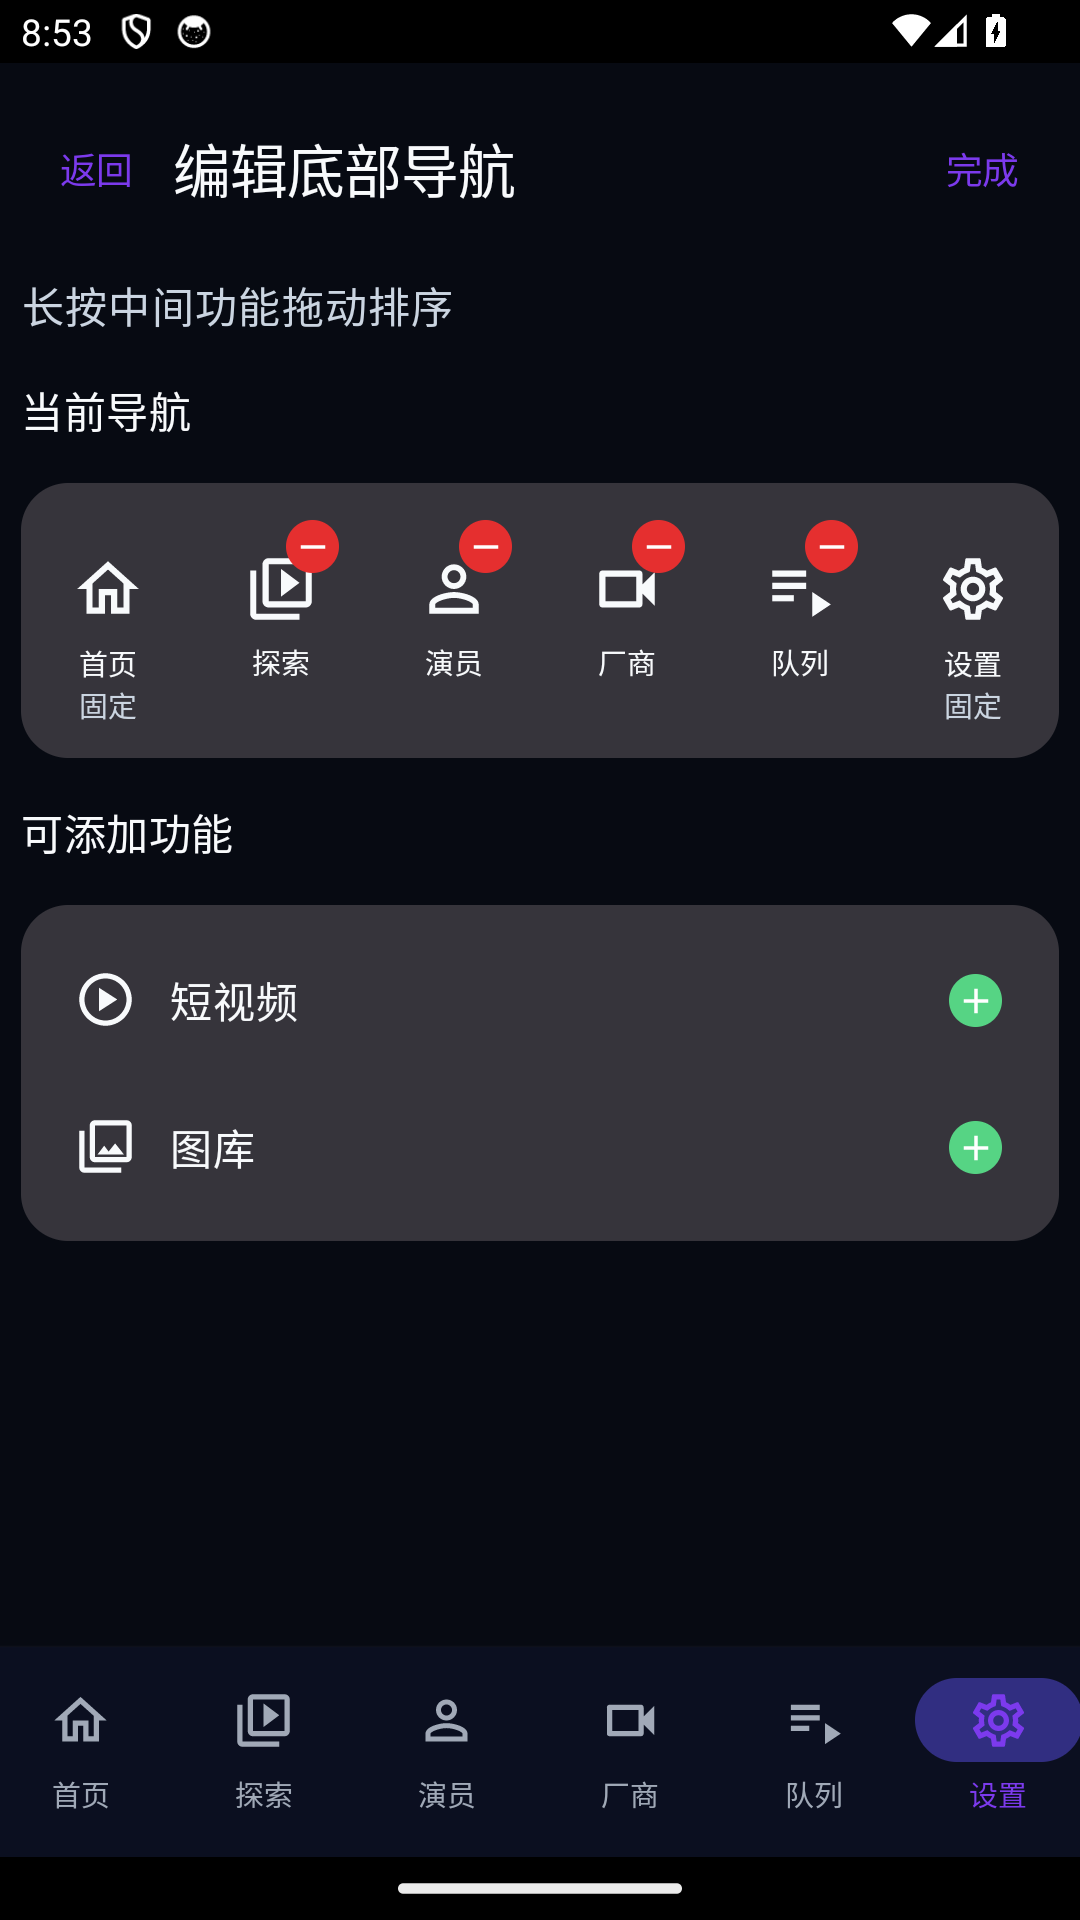 8:53
返回 编辑底部导航 完成
长按中间功能拖动排序
当前导航
首页 探索 演员 厂商 队列 设置
固定 固定
可添加功能
短视频
图库
首页 探索 演员 厂商 队列 设置